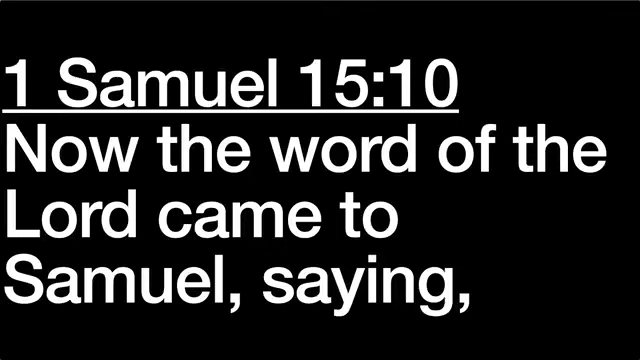 1 Samuel 15:10
Now the word of the
Lord came to
Samuel, saying,